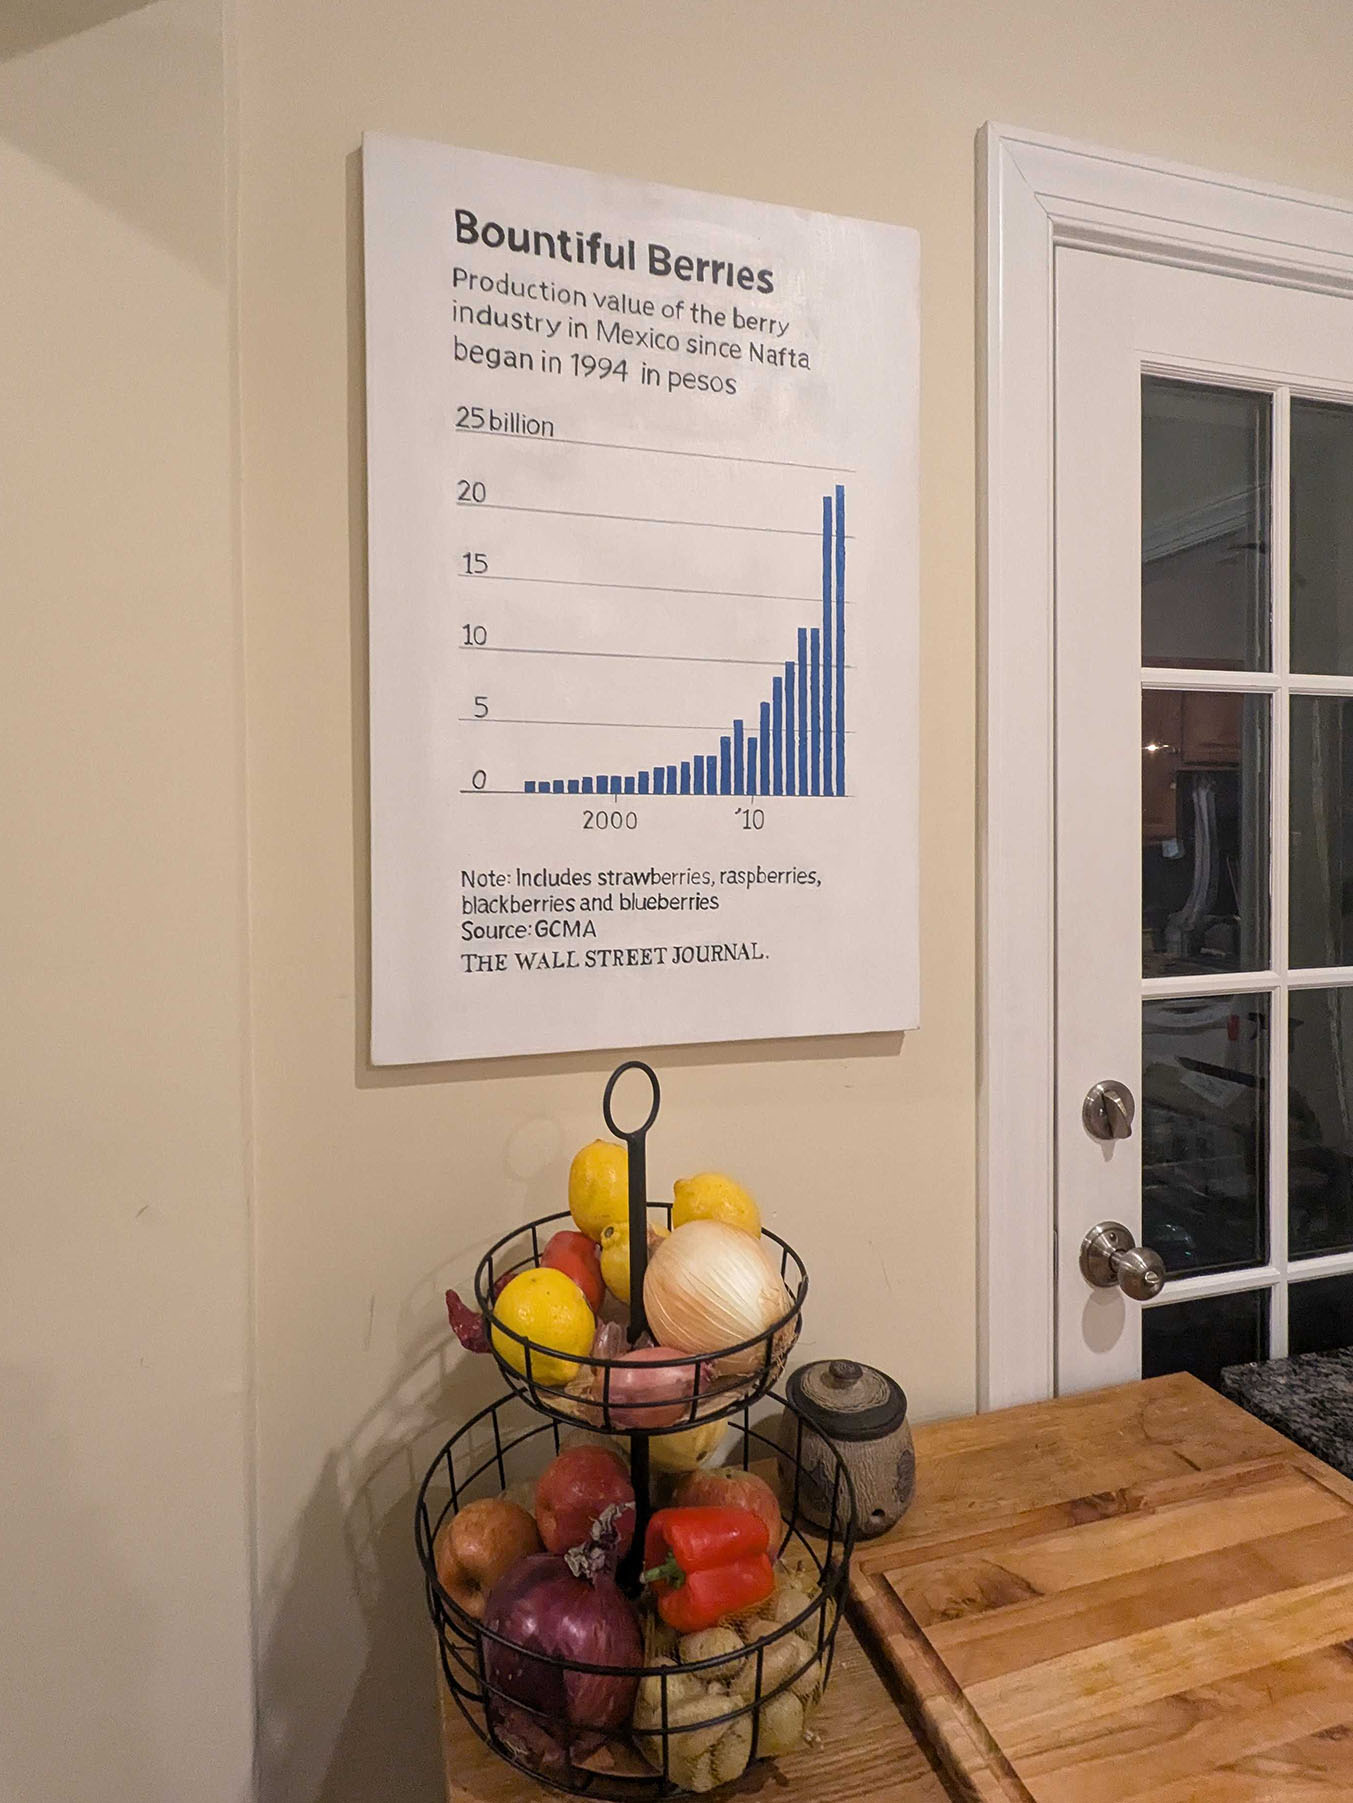 Bountiful Berries
Production value of the berry
industry in Mexico since Nafta
began in 1994 in pesos
25 billion
20
15
10
5
0
2000 '10
Note: Includes strawberries, raspberries,
blackberries and blueberries
Source: GCMA
THE WALL STREET JOURNAL.